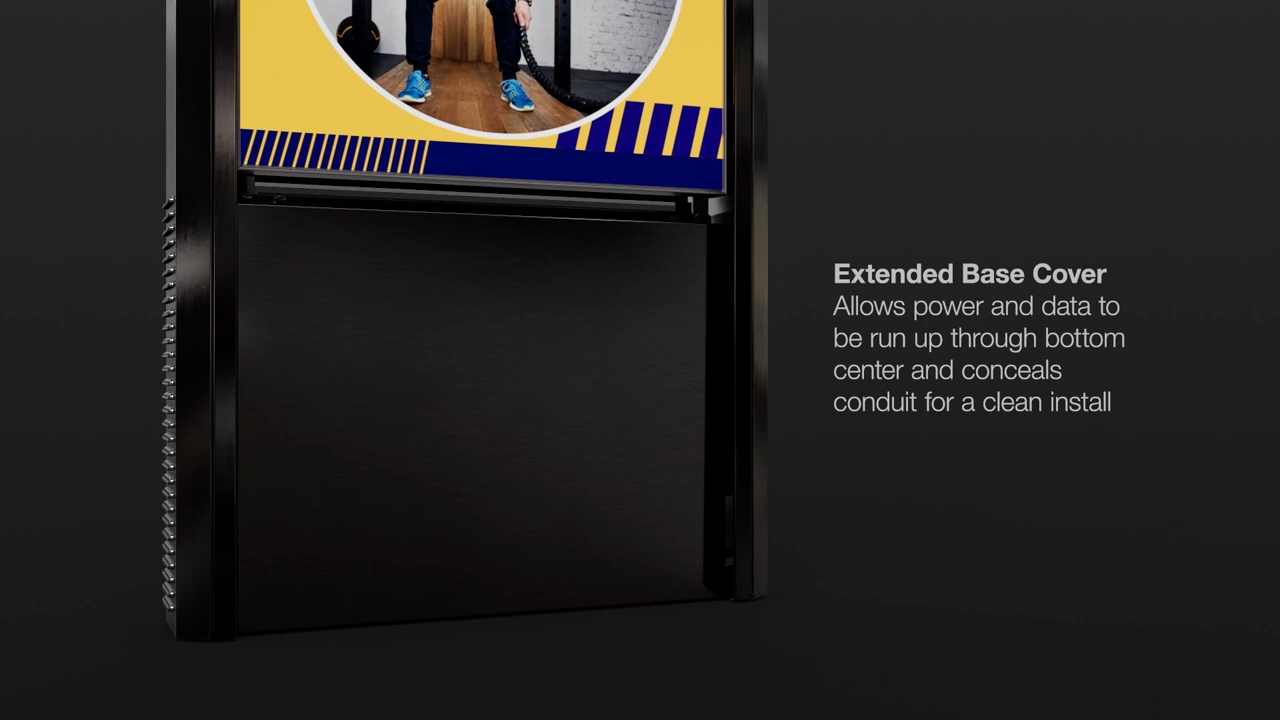 Extended Base Cover
Allows power and data to
be run up through bottom
center and conceals
conduit for a clean install